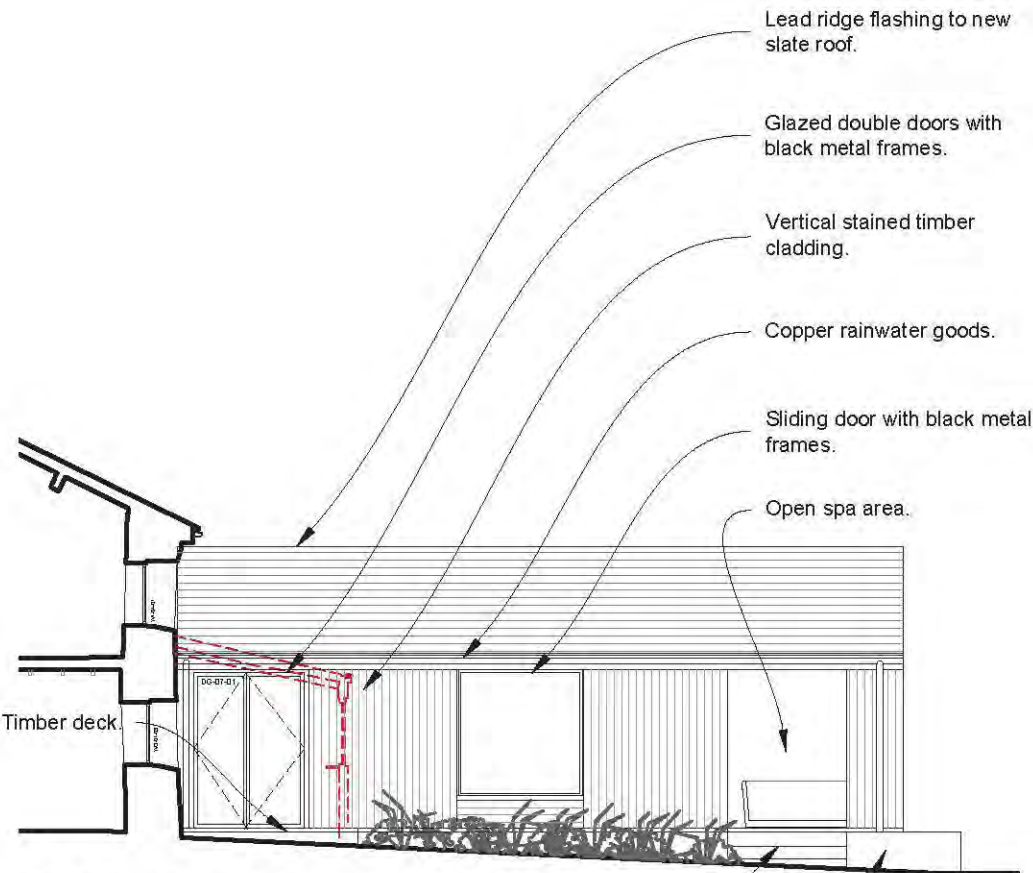 Lead ridge flashing to new
slate roof.
Glazed double doors with
black metal frames.
Vertical stained timber
cladding.
Copper rainwater goods.
Sliding door with black metal
frames.
Open spa area.
DG-07-01
Timber deck.